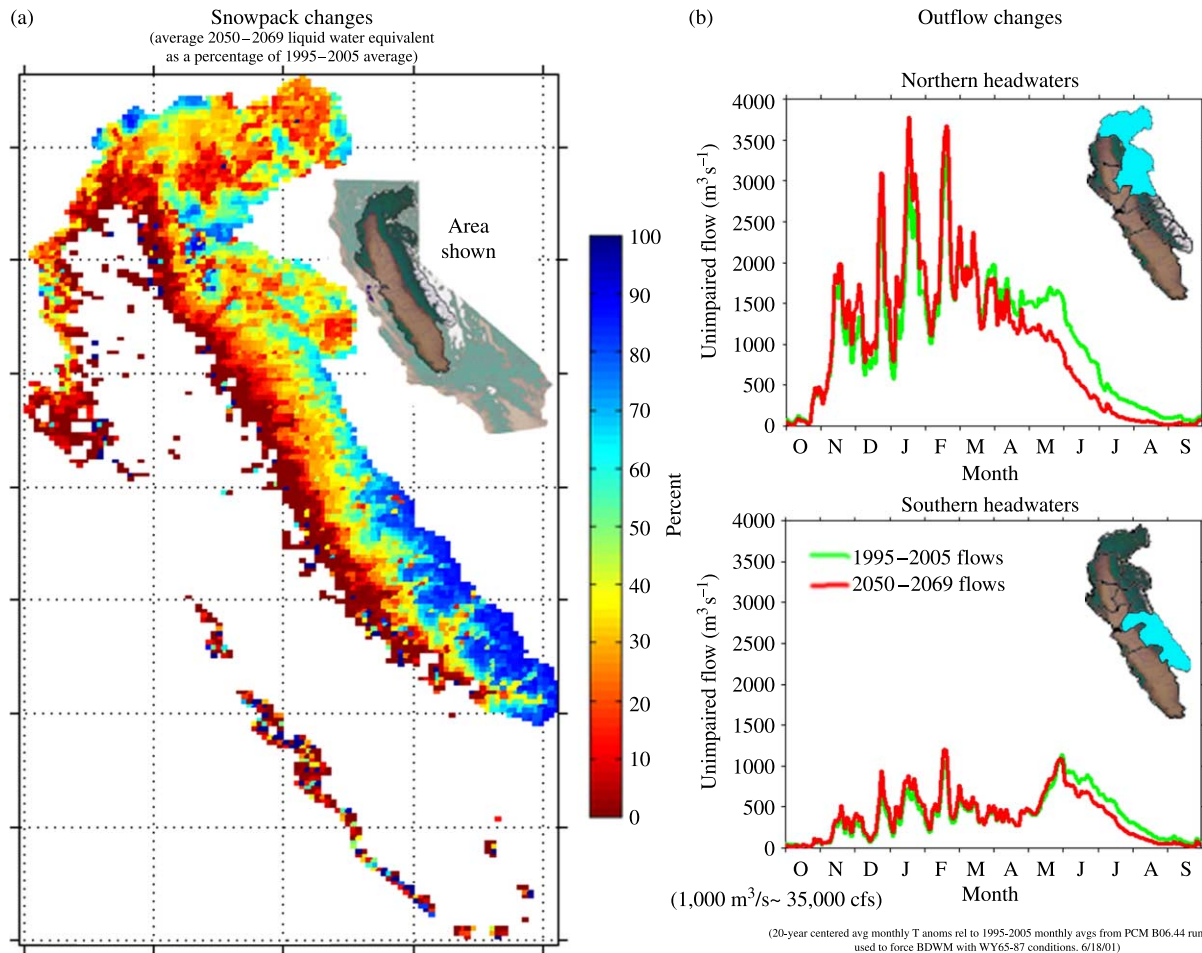 (a)
Snowpack changes
(average 2050–2069 liquid water equivalent
as a percentage of 1995–2005 average)
Area
shown
100
90
80
70
60
50
40
30
20
10
0
Percent
(b)
Outflow changes
Northern headwaters
4000
3500
3000
2500
2000
1500
1000
500
0
Unimpaired flow (m³ s⁻¹)
O N D J F M A M J J A S
Month
Southern headwaters
4000
3500
3000
2500
2000
1500
1000
500
0
Unimpaired flow (m³ s⁻¹)
1995–2005 flows
2050–2069 flows
O N D J F M A M J J A S
Month
(1,000 m³/s~ 35,000 cfs)
(20-year centered avg monthly T anoms rel to 1995-2005 monthly avgs from PCM B06.44 run
used to force BDWM with WY65-87 conditions. 6/18/01)